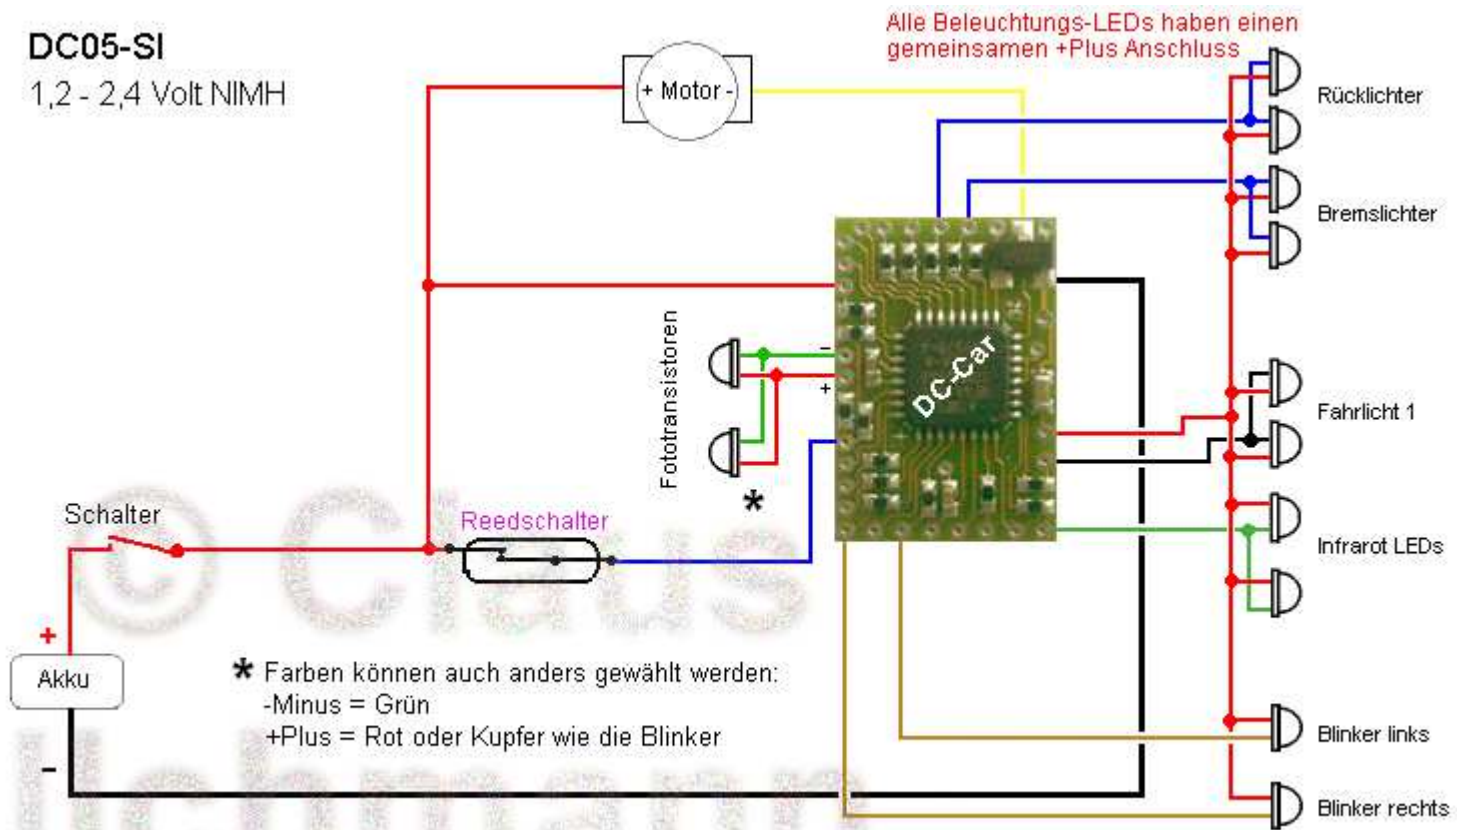 DC05-SI
1,2 - 2,4 Volt NIMH
Alle Beleuchtungs-LEDs haben einen
gemeinsamen +Plus Anschluss
+ Motor -
Rücklichter
Bremslichter
Fototransistoren
–
+
DC-Car
Fahrlicht 1
*
Schalter
Reedschalter
Infrarot LEDs
© Claus
+
Akku
–
* Farben können auch anders gewählt werden:
-Minus = Grün
+Plus = Rot oder Kupfer wie die Blinker
Blinker links
Blinker rechts